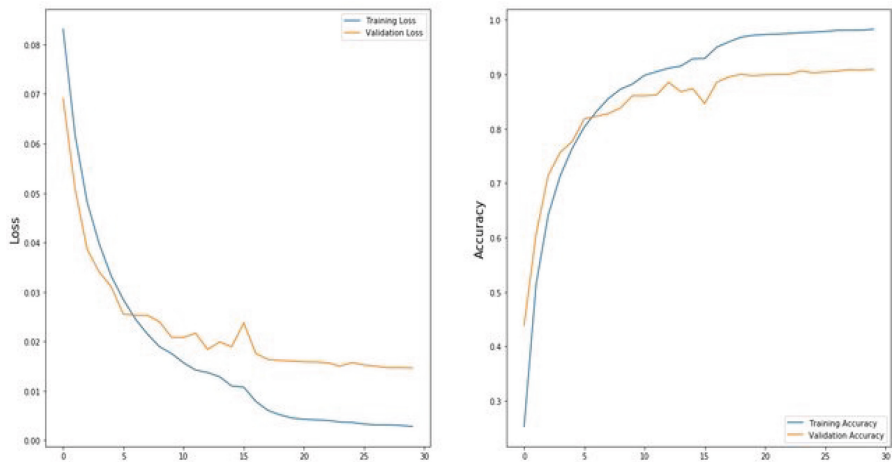 Training Loss
Validation Loss
Loss
0.08
0.07
0.06
0.05
0.04
0.03
0.02
0.01
0.00
0 5 10 15 20 25 30
Accuracy
1.0
0.9
0.8
0.7
0.6
0.5
0.4
0.3
Training Accuracy
Validation Accuracy
0 5 10 15 20 25 30